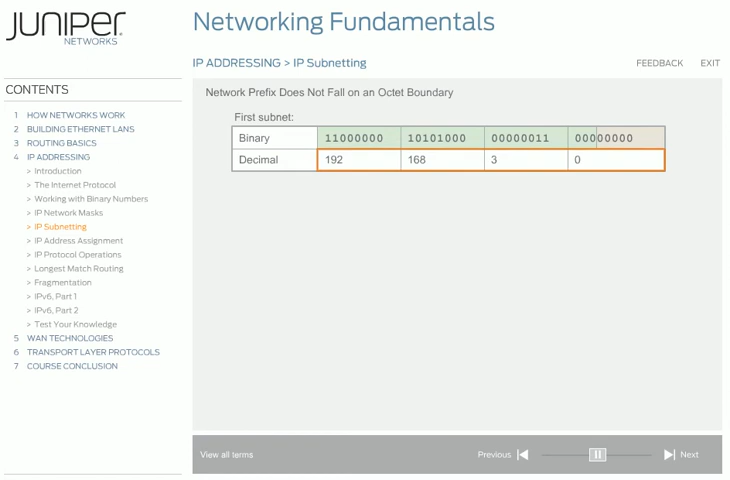 JUNIPER
NETWORKS
Networking Fundamentals
IP ADDRESSING > IP Subnetting
FEEDBACK
EXIT
CONTENTS
1 HOW NETWORKS WORK
2 BUILDING ETHERNET LANS
3 ROUTING BASICS
4 IP ADDRESSING
> Introduction
> The Internet Protocol
> Working with Binary Numbers
> IP Network Masks
> IP Subnetting
> IP Address Assignment
> IP Protocol Operations
> Longest Match Routing
> Fragmentation
> IPv6, Part 1
> IPv6, Part 2
> Test Your Knowledge
5 WAN TECHNOLOGIES
6 TRANSPORT LAYER PROTOCOLS
7 COURSE CONCLUSION
Network Prefix Does Not Fall on an Octet Boundary
First subnet:
Binary 11000000 10101000 00000011 00000000
Decimal 192 168 3 0
View all terms
Previous
Next